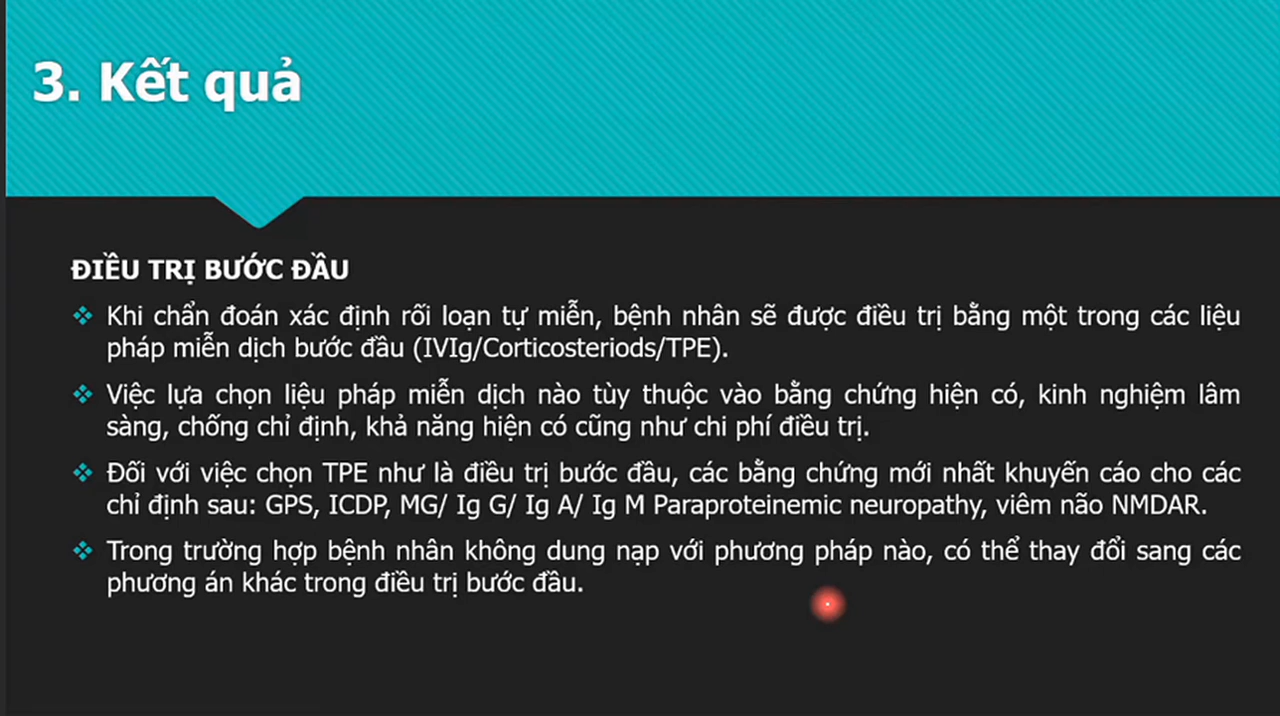 3. Kết quả
ĐIỀU TRỊ BƯỚC ĐẦU
❖ Khi chẩn đoán xác định rối loạn tự miễn, bệnh nhân sẽ được điều trị bằng một trong các liệu
pháp miễn dịch bước đầu (IVIg/Corticosteriods/TPE).
❖ Việc lựa chọn liệu pháp miễn dịch nào tùy thuộc vào bằng chứng hiện có, kinh nghiệm lâm
sàng, chống chỉ định, khả năng hiện có cũng như chi phí điều trị.
❖ Đối với việc chọn TPE như là điều trị bước đầu, các bằng chứng mới nhất khuyến cáo cho các
chỉ định sau: GPS, ICDP, MG/ Ig G/ Ig A/ Ig M Paraproteinemic neuropathy, viêm não NMDAR.
❖ Trong trường hợp bệnh nhân không dung nạp với phương pháp nào, có thể thay đổi sang các
phương án khác trong điều trị bước đầu.